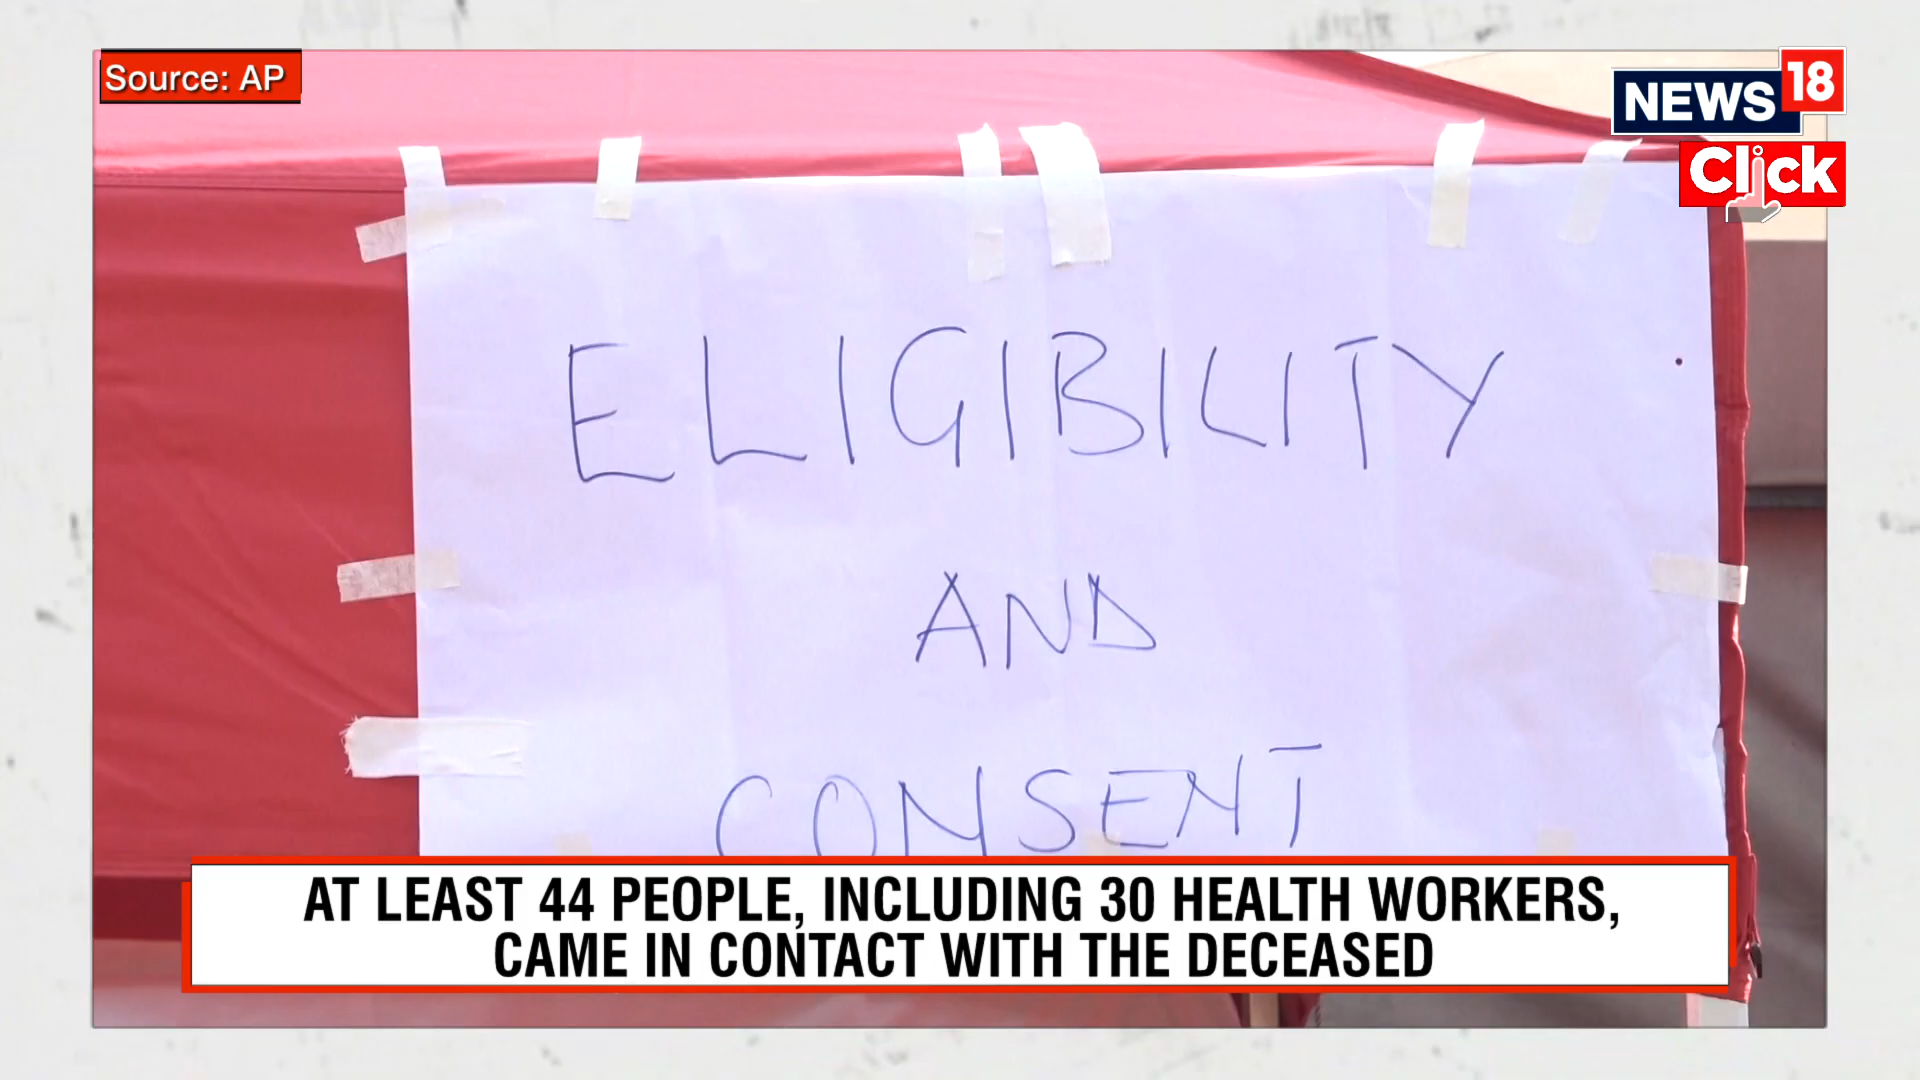 Source: AP
NEWS 18
Click
ELIGIBILITY
AND
CONSENT
AT LEAST 44 PEOPLE, INCLUDING 30 HEALTH WORKERS,
CAME IN CONTACT WITH THE DECEASED